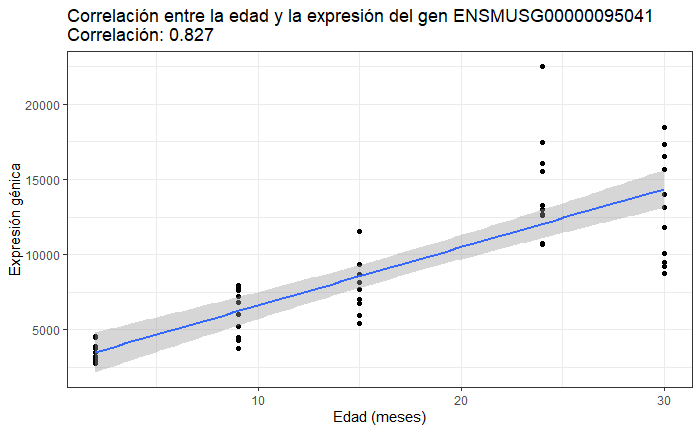 Correlación entre la edad y la expresión del gen ENSMUSG00000095041
Correlación: 0.827
Expresión génica
20000
15000
10000
5000
10
20
30
Edad (meses)